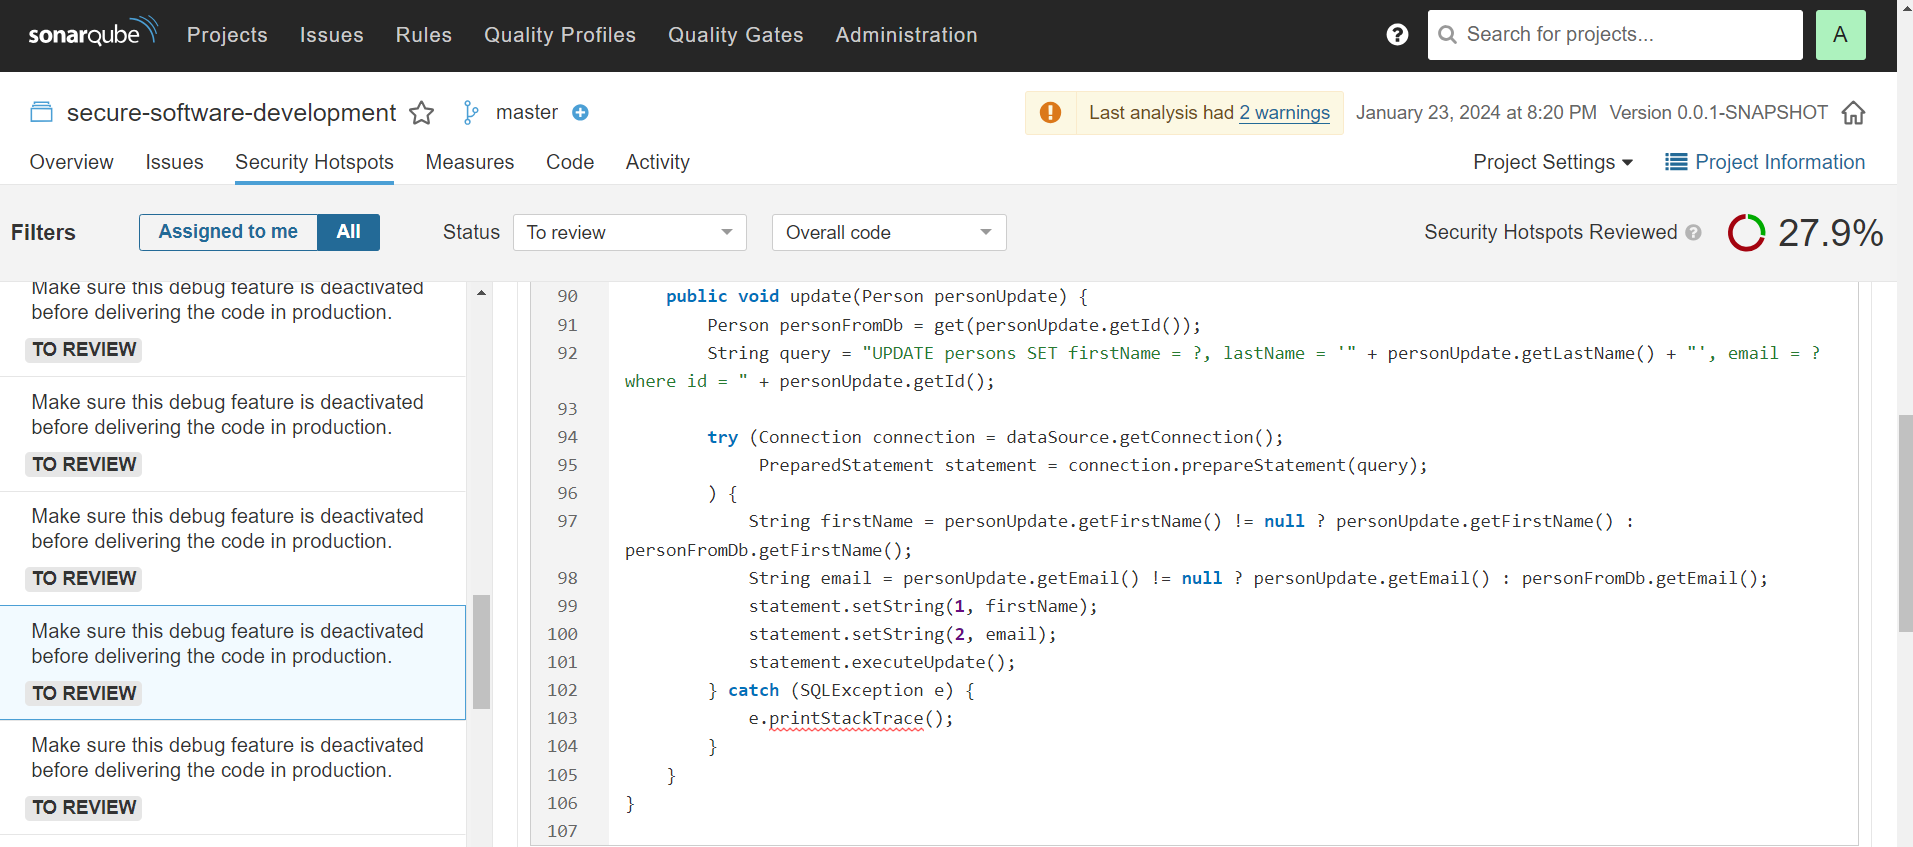 sonarqube Projects Issues Rules Quality Profiles Quality Gates Administration ? Search for projects... A
secure-software-development master Last analysis had 2 warnings January 23, 2024 at 8:20 PM Version 0.0.1-SNAPSHOT
Overview Issues Security Hotspots Measures Code Activity Project Settings Project Information
Filters Assigned to me All Status To review Overall code Security Hotspots Reviewed ? 27.9%
Make sure this debug feature is deactivated
before delivering the code in production.
TO REVIEW
Make sure this debug feature is deactivated
before delivering the code in production.
TO REVIEW
Make sure this debug feature is deactivated
before delivering the code in production.
TO REVIEW
Make sure this debug feature is deactivated
before delivering the code in production.
TO REVIEW
Make sure this debug feature is deactivated
before delivering the code in production.
TO REVIEW
90 public void update(Person personUpdate) {
91 Person personFromDb = get(personUpdate.getId());
92 String query = "UPDATE persons SET firstName = ?, lastName = '" + personUpdate.getLastName() + "', email = ?
where id = " + personUpdate.getId();
93
94 try (Connection connection = dataSource.getConnection();
95 PreparedStatement statement = connection.prepareStatement(query);
96 ) {
97 String firstName = personUpdate.getFirstName() != null ? personUpdate.getFirstName() :
personFromDb.getFirstName();
98 String email = personUpdate.getEmail() != null ? personUpdate.getEmail() : personFromDb.getEmail();
99 statement.setString(1, firstName);
100 statement.setString(2, email);
101 statement.executeUpdate();
102 } catch (SQLException e) {
103 e.printStackTrace();
104 }
105 }
106 }
107